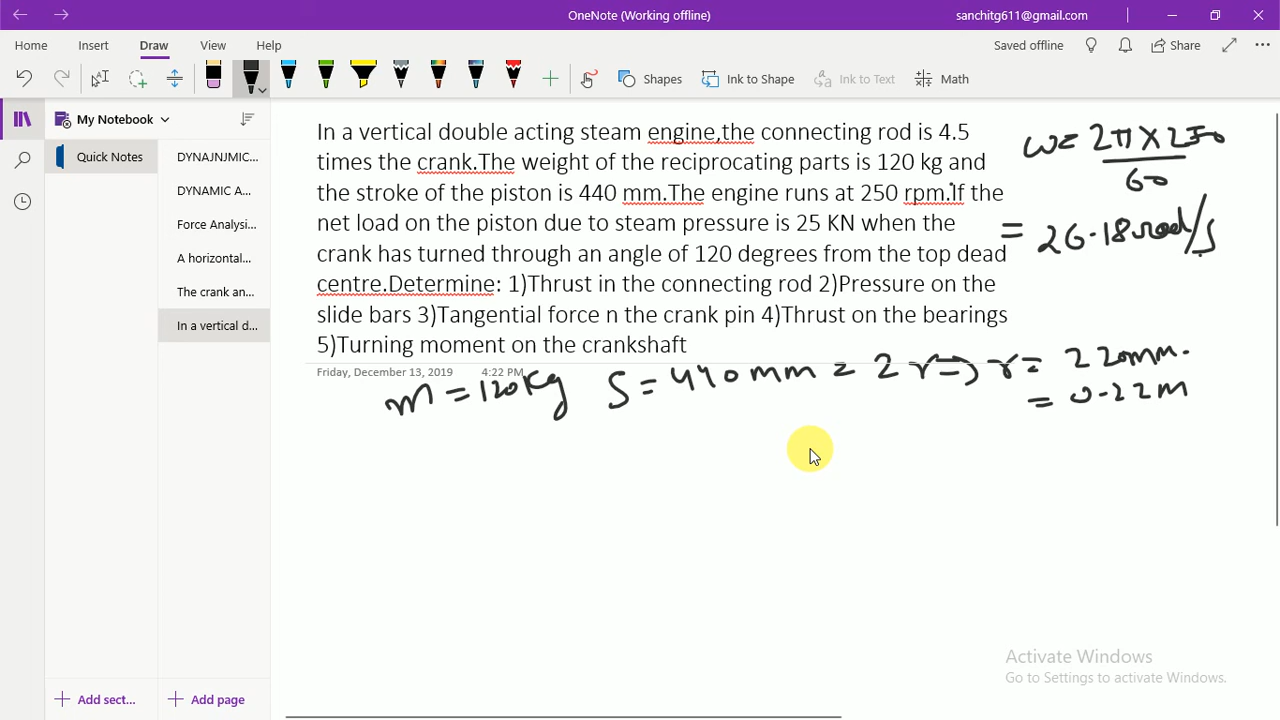 OneNote (Working offline)
sanchitg611@gmail.com
Home Insert Draw View Help
Saved offline
Share
Shapes
Ink to Shape
Ink to Text
Math
My Notebook
Quick Notes
DYNAJNJMIC...
DYNAMIC A...
Force Analysi...
A horizontal...
The crank an...
In a vertical d...
In a vertical double acting steam engine,the connecting rod is 4.5
times the crank.The weight of the reciprocating parts is 120 kg and
the stroke of the piston is 440 mm.The engine runs at 250 rpm.If the
net load on the piston due to steam pressure is 25 KN when the
crank has turned through an angle of 120 degrees from the top dead
centre.Determine: 1)Thrust in the connecting rod 2)Pressure on the
slide bars 3)Tangential force n the crank pin 4)Thrust on the bearings
5)Turning moment on the crankshaft
Friday, December 13, 2019 4:22 PM
ω = 2π X 250
60
= 26.18 rad/s
m = 120 Kg S = 440 mm = 2 r => r = 220mm.
= 0.22 m
Activate Windows
Go to Settings to activate Windows.
Add sect...
Add page